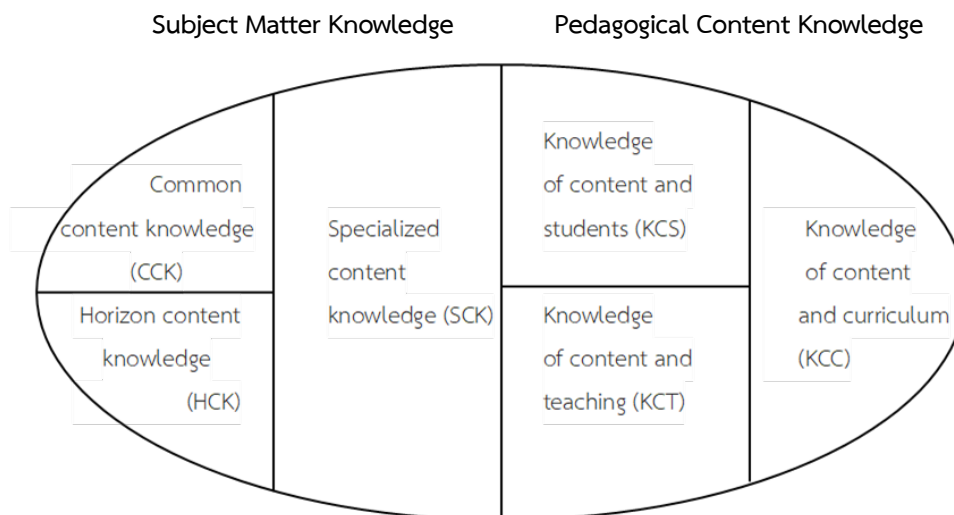 Subject Matter Knowledge
Pedagogical Content Knowledge
Common
content knowledge
(CCK)
Horizon content
knowledge
(HCK)
Specialized
content
knowledge (SCK)
Knowledge
of content and
students (KCS)
Knowledge
of content and
teaching (KCT)
Knowledge
of content
and curriculum
(KCC)